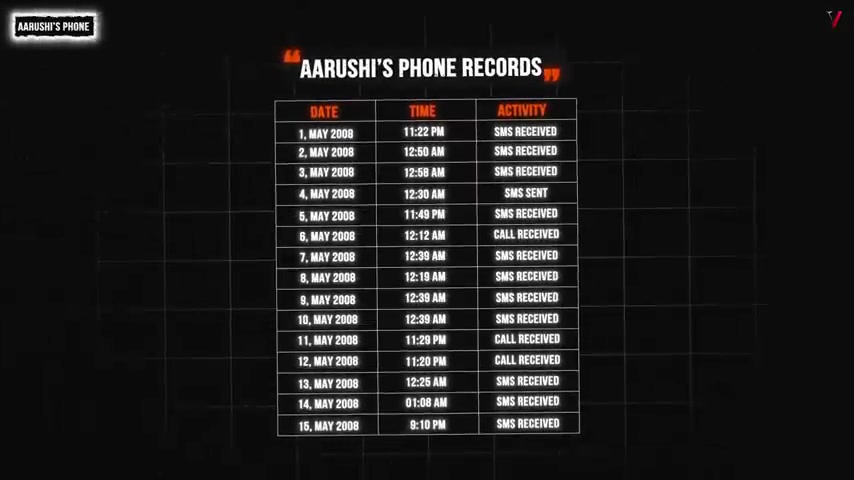 AARUSHI'S PHONE
"AARUSHI'S PHONE RECORDS"
DATE TIME ACTIVITY
1, MAY 2008 11:22 PM SMS RECEIVED
2, MAY 2008 12:50 AM SMS RECEIVED
3, MAY 2008 12:58 AM SMS RECEIVED
4, MAY 2008 12:30 AM SMS SENT
5, MAY 2008 11:49 PM SMS RECEIVED
6, MAY 2008 12:12 AM CALL RECEIVED
7, MAY 2008 12:39 AM SMS RECEIVED
8, MAY 2008 12:19 AM SMS RECEIVED
9, MAY 2008 12:39 AM SMS RECEIVED
10, MAY 2008 12:39 AM SMS RECEIVED
11, MAY 2008 11:29 PM CALL RECEIVED
12, MAY 2008 11:20 PM CALL RECEIVED
13, MAY 2008 12:25 AM SMS RECEIVED
14, MAY 2008 01:08 AM SMS RECEIVED
15, MAY 2008 9:10 PM SMS RECEIVED